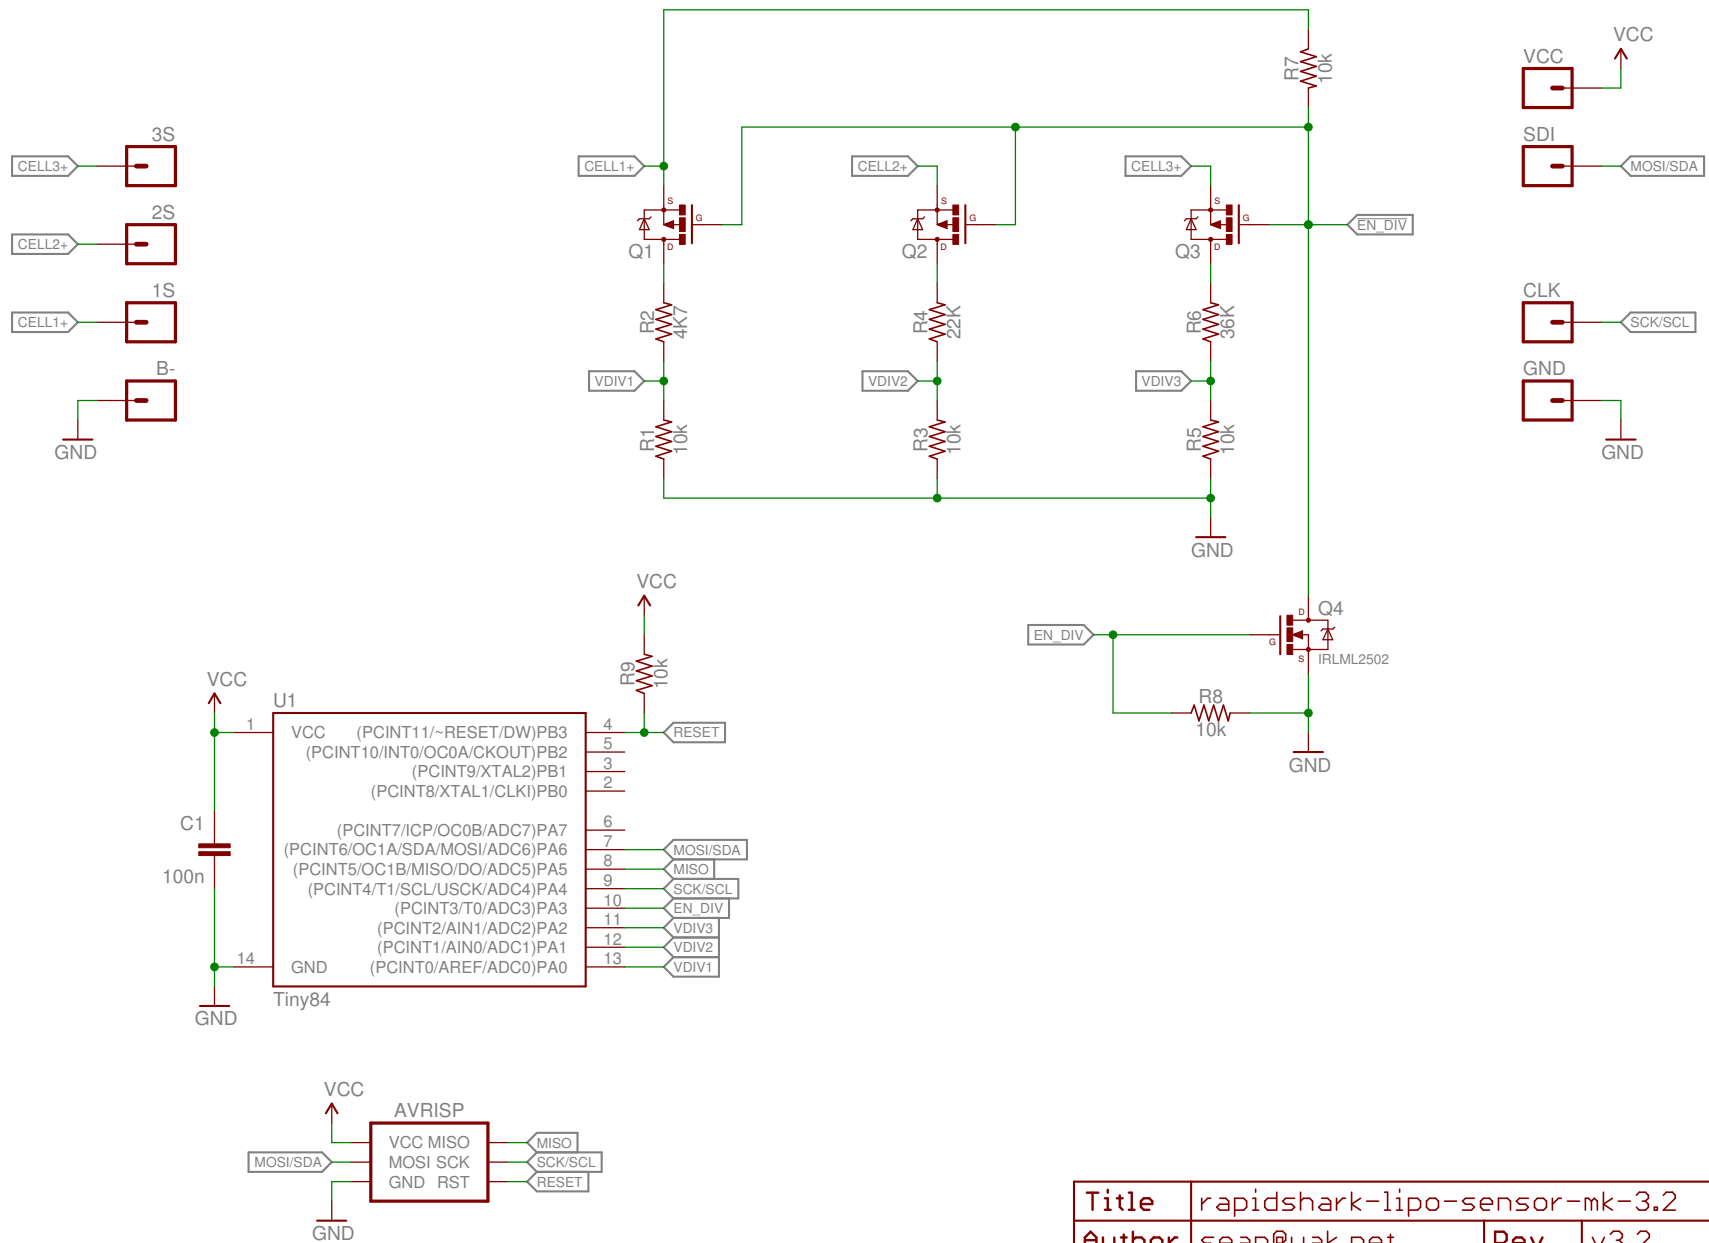 3S
CELL3+
2S
CELL2+
1S
CELL1+
B-
GND
R7
10k
CELL1+
S
G
D
Q1
R2
4K7
VDIV1
R1
10k
CELL2+
S
G
D
Q2
R4
22K
VDIV2
R3
10k
CELL3+
S
G
D
Q3
EN_DIV
R6
36K
VDIV3
R5
10k
GND
VCC
VCC
SDI
MOSI/SDA
CLK
SCK/SCL
GND
GND
EN_DIV
D
G
S
Q4
IRLML2502
R8
10k
GND
VCC
R9
10k
RESET
VCC
C1
100n
GND
U1
1 VCC (PCINT11/~RESET/DW)PB3 4
(PCINT10/INT0/OC0A/CKOUT)PB2 5
(PCINT9/XTAL2)PB1 3
(PCINT8/XTAL1/CLKI)PB0 2
(PCINT7/ICP/OC0B/ADC7)PA7 6
(PCINT6/OC1A/SDA/MOSI/ADC6)PA6 7 MOSI/SDA
(PCINT5/OC1B/MISO/DO/ADC5)PA5 8 MISO
(PCINT4/T1/SCL/USCK/ADC4)PA4 9 SCK/SCL
(PCINT3/T0/ADC3)PA3 10 EN_DIV
(PCINT2/AIN1/ADC2)PA2 11 VDIV3
(PCINT1/AIN0/ADC1)PA1 12 VDIV2
14 GND (PCINT0/AREF/ADC0)PA0 13 VDIV1
Tiny84
VCC
AVRISP
VCC MISO MISO
MOSI/SDA MOSI SCK SCK/SCL
GND RST RESET
GND
Title rapidshark-lipo-sensor-mk-3.2
Author sean@yak.net Rev v3.2